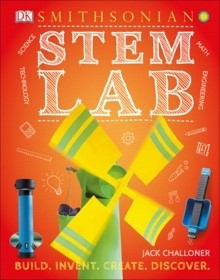 DK SMITHSONIAN
STEM
LAB
SCIENCE
TECHNOLOGY
MATH
ENGINEERING
JACK CHALLONER
BUILD. INVENT. CREATE. DISCOVER.